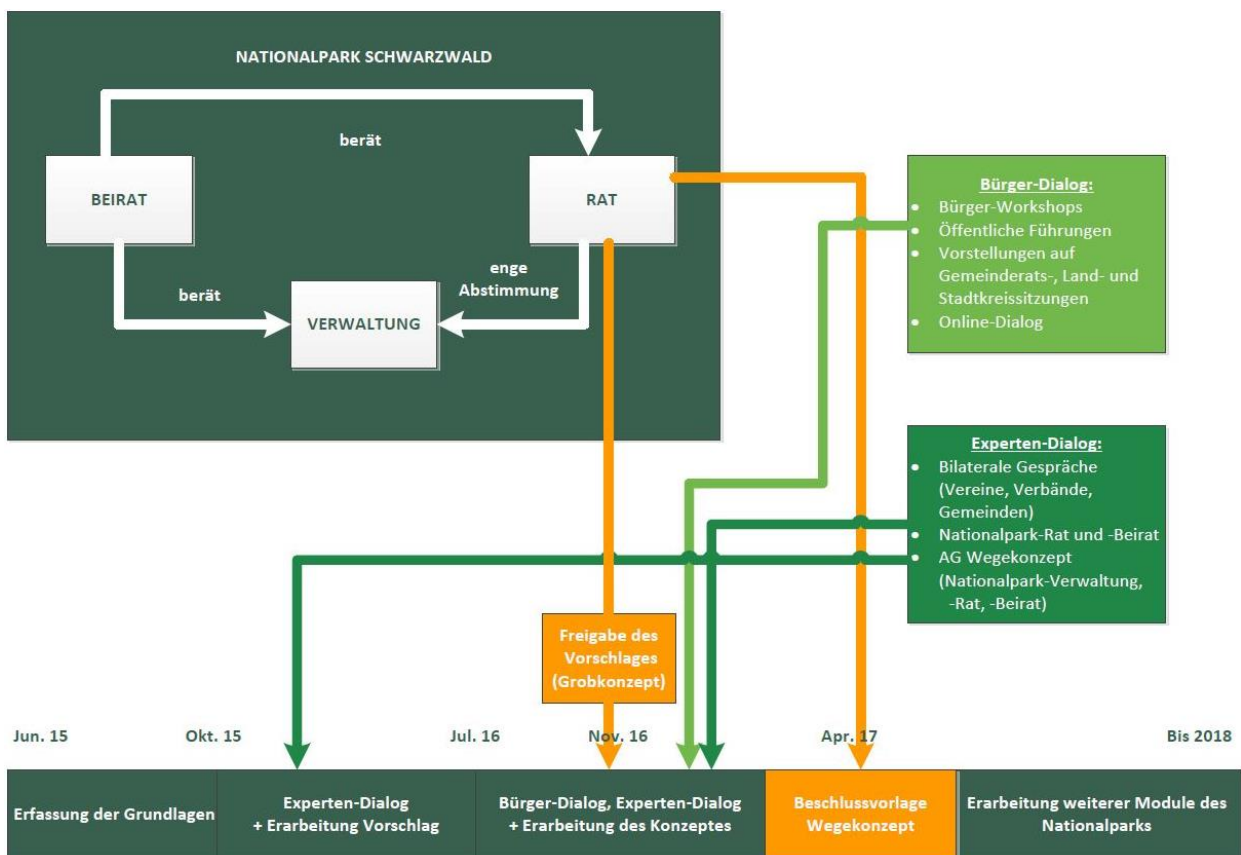 NATIONALPARK SCHWARZWALD
berät
BEIRAT
RAT
berät
enge
Abstimmung
VERWALTUNG
Bürger-Dialog:
• Bürger-Workshops
• Öffentliche Führungen
• Vorstellungen auf
Gemeinderats-, Land- und
Stadtkreissitzungen
• Online-Dialog
Experten-Dialog:
• Bilaterale Gespräche
(Vereine, Verbände,
Gemeinden)
• Nationalpark-Rat und -Beirat
• AG Wegekonzept
(Nationalpark-Verwaltung,
-Rat, -Beirat)
Freigabe des
Vorschlages
(Grobkonzept)
Jun. 15 Okt. 15 Jul. 16 Nov. 16 Apr. 17 Bis 2018
Erfassung der Grundlagen
Experten-Dialog
+ Erarbeitung Vorschlag
Bürger-Dialog, Experten-Dialog
+ Erarbeitung des Konzeptes
Beschlussvorlage
Wegekonzept
Erarbeitung weiterer Module des
Nationalparks